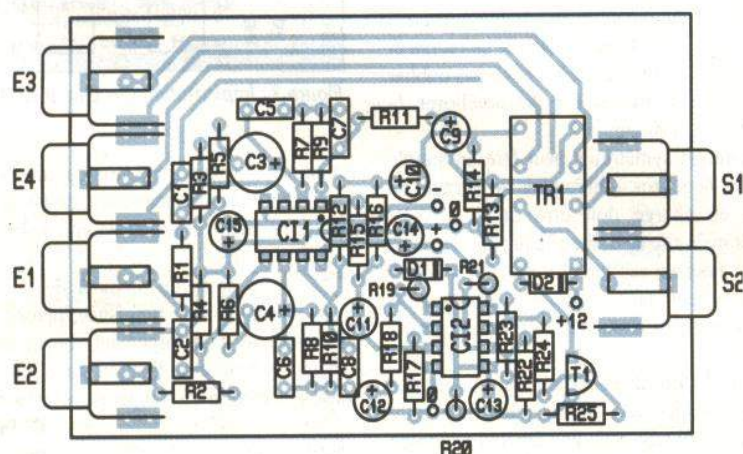 E3
E4
E1
E2
C5
R7
R9
C7
R11
C9
R5
C3
+
R3
C1
C10
+
R14
TR1
S1
-
0
+
R13
C15
CI1
R12
R15
R16
C14
D1
R21
R19
D2
S2
+12
R1
R4
R6
C4
+
C11
CI2
R23
R24
T1
C2
R8
R10
R18
R17
C6
C8
R22
R2
C12
0
C13
R25
R20